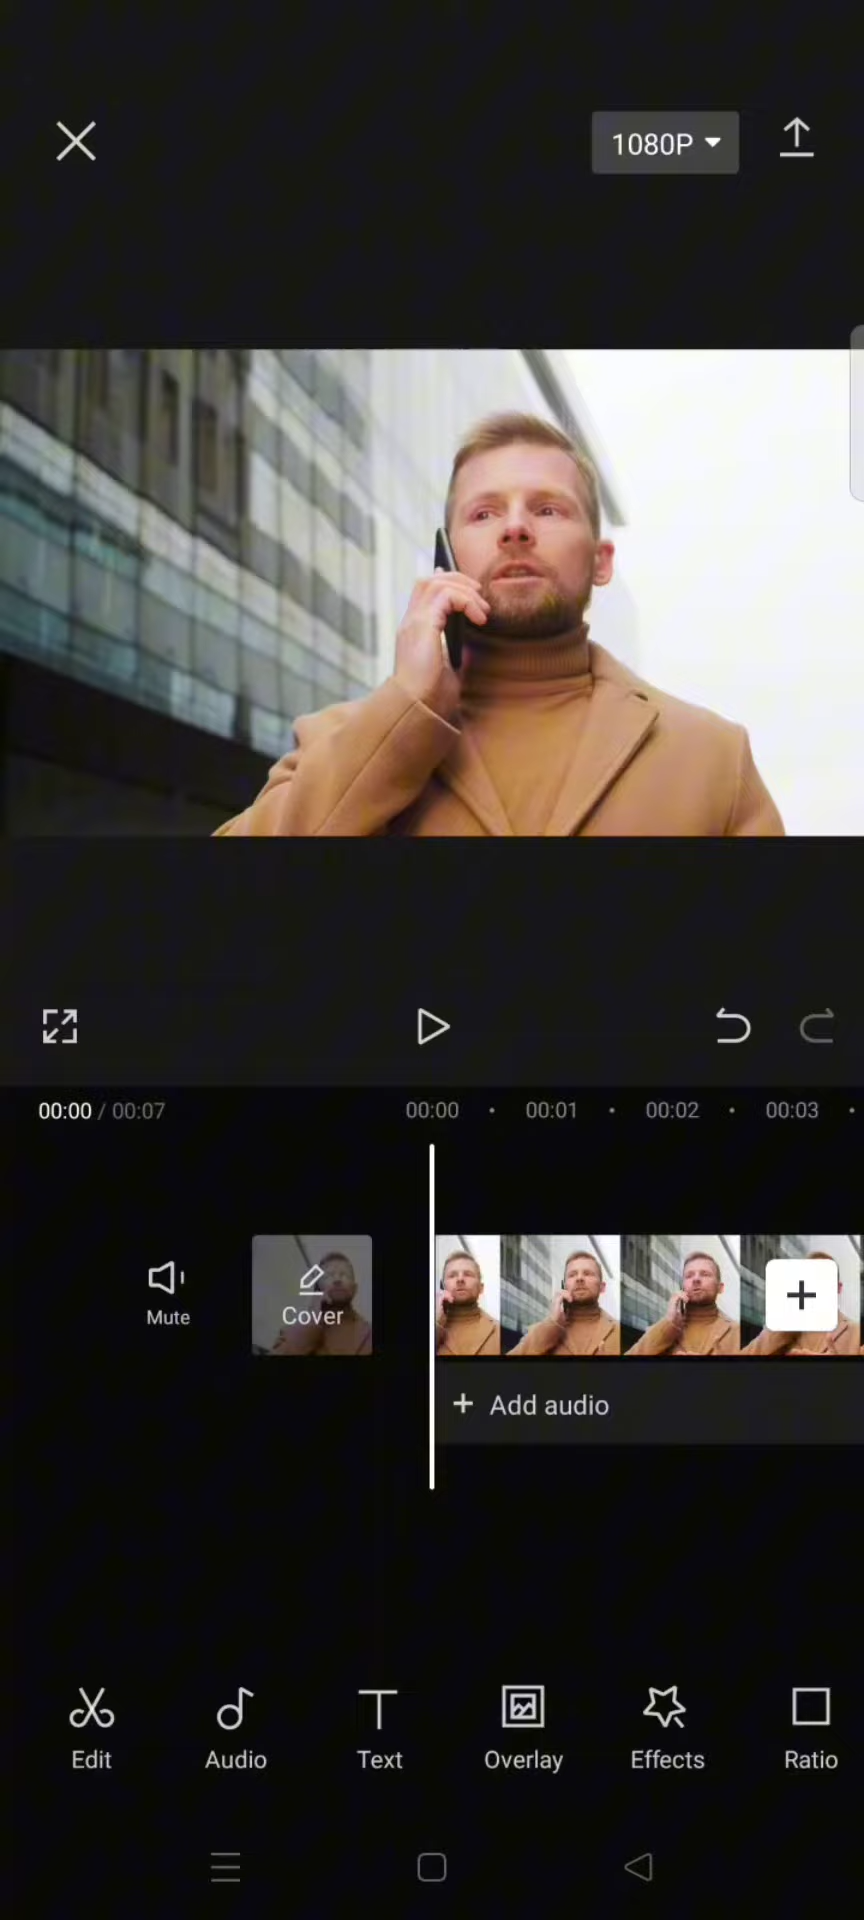 1080P
00:00 / 00:07 00:00 00:01 00:02 00:03
Mute
Cover
+ Add audio
Edit Audio Text Overlay Effects Ratio